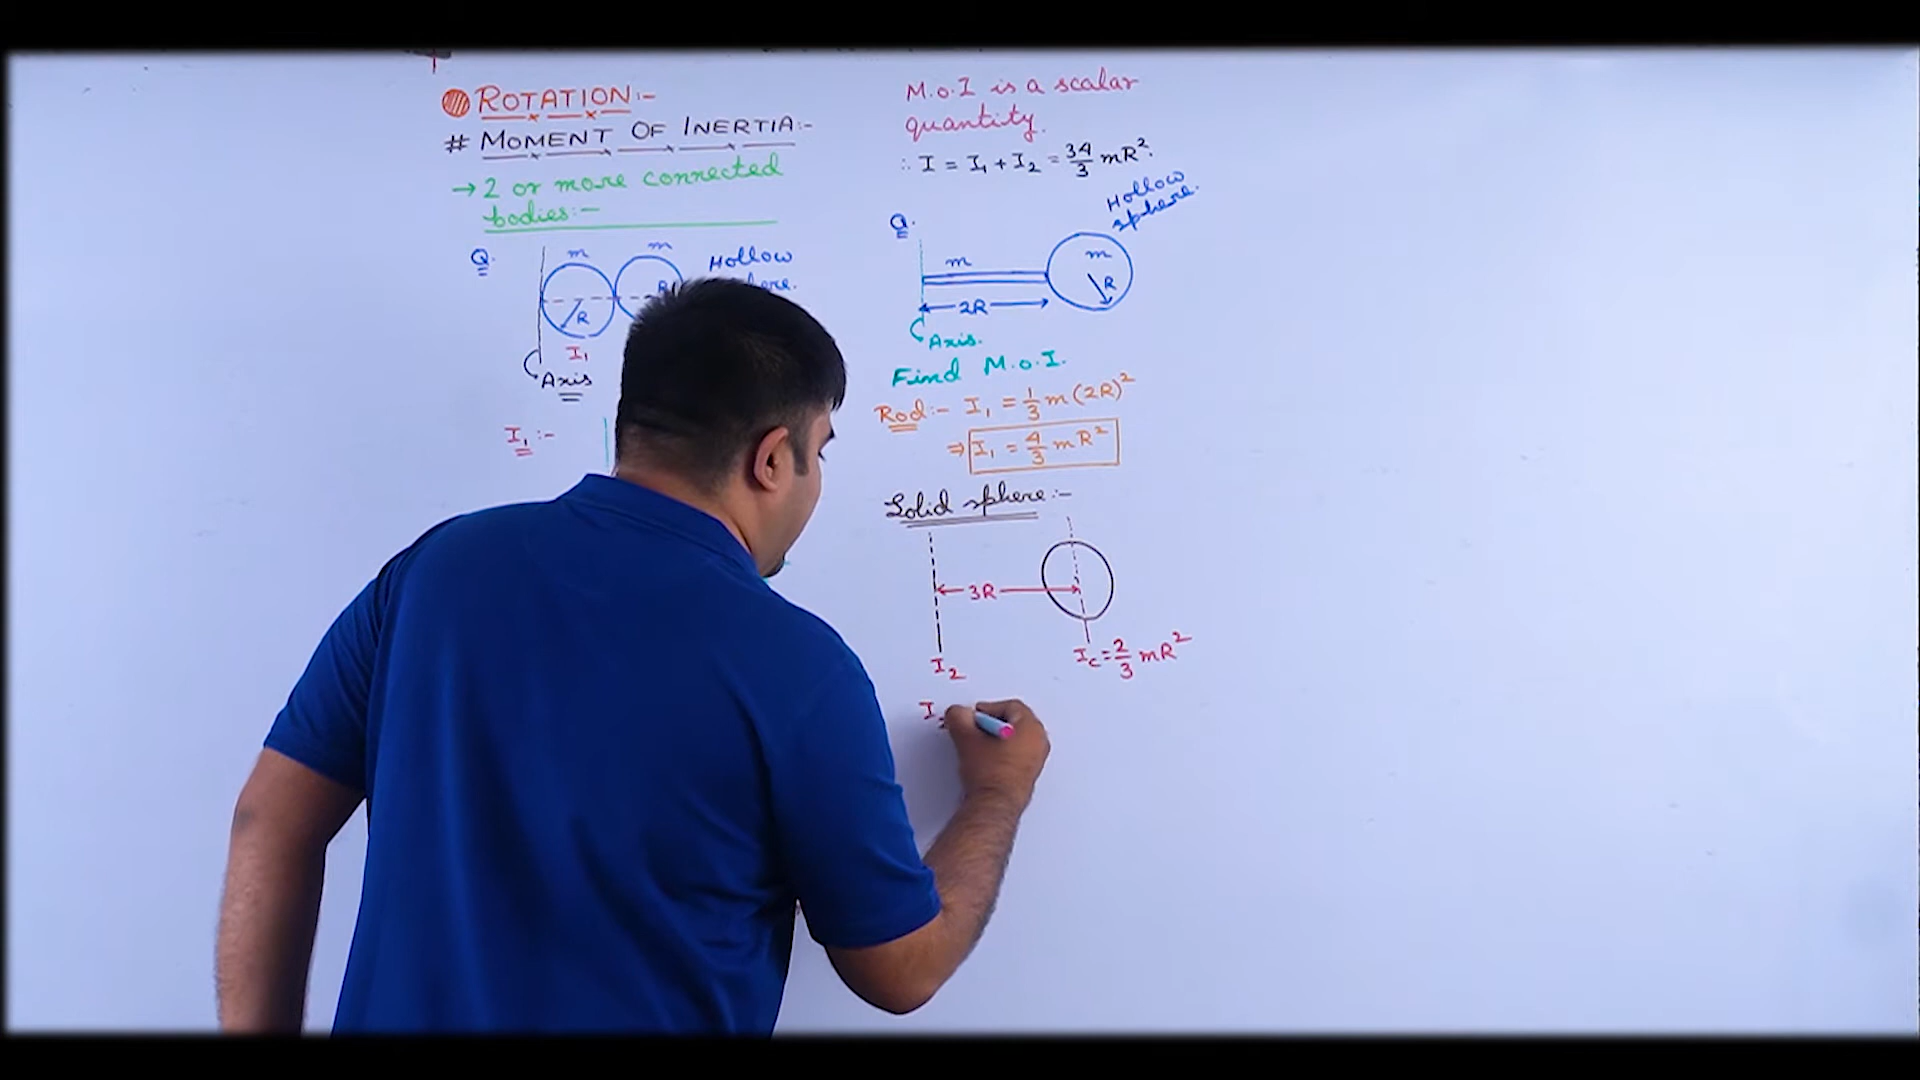 ROTATION:-
# MOMENT OF INERTIA:-
→ 2 or more connected
bodies:-
Q.
m
m
Hollow
R
R
I₁
Axis
I₁:-
M.O.I is a scalar
quantity.
∴ I = I₁ + I₂ = 34/3 mR².
Hollow
sphere.
Q.
m
m
R
2R
Axis.
Find M.O.I.
Rod:- I₁ = 1/3 m(2R)²
⇒ I₁ = 4/3 mR²
Solid sphere:-
3R
I₂
I_C = 2/3 mR²
I